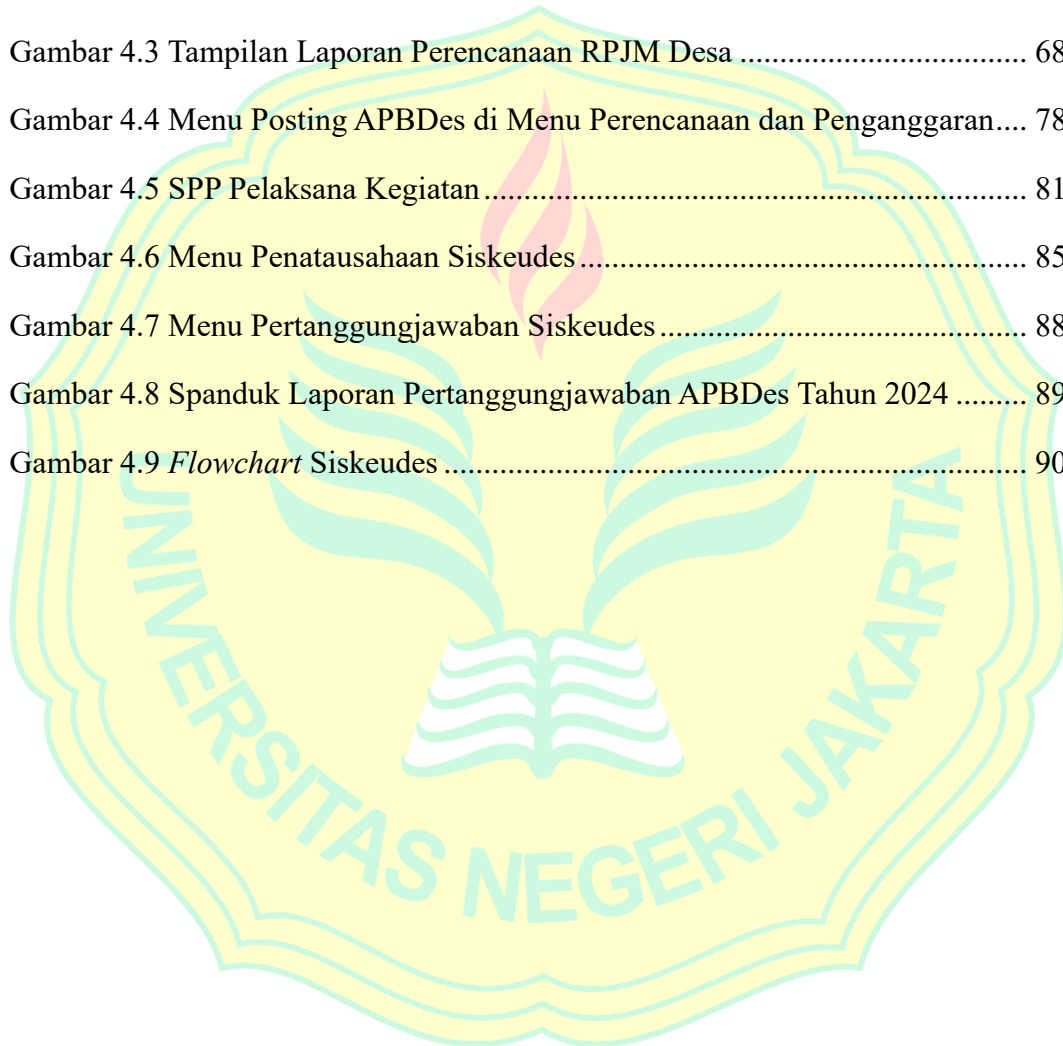 Gambar 4.3 Tampilan Laporan Perencanaan RPJM Desa .................................. 68
Gambar 4.4 Menu Posting APBDes di Menu Perencanaan dan Penganggaran.... 78
Gambar 4.5 SPP Pelaksana Kegiatan ................................................................. 81
Gambar 4.6 Menu Penatausahaan Siskeudes ..................................................... 85
Gambar 4.7 Menu Pertanggungjawaban Siskeudes ............................................ 88
Gambar 4.8 Spanduk Laporan Pertanggungjawaban APBDes Tahun 2024 ......... 89
Gambar 4.9 Flowchart Siskeudes ...................................................................... 90
UNIVERSITAS NEGERI JAKARTA